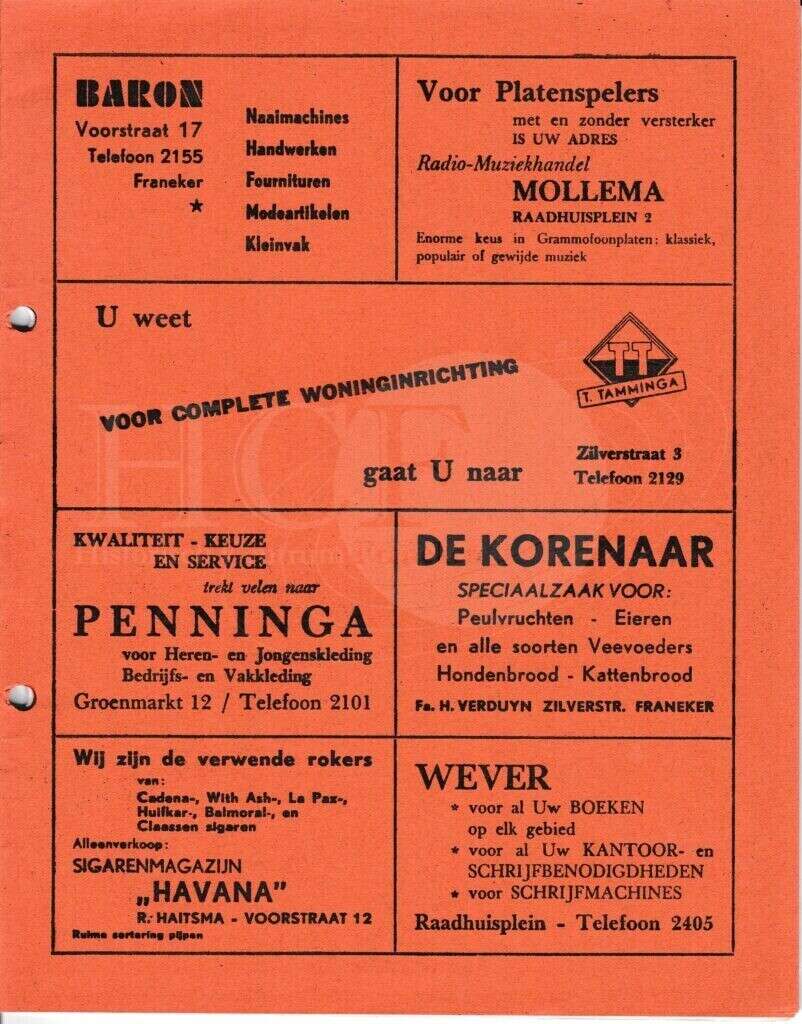 BARON
Voorstraat 17
Telefoon 2155
Franeker
★
Naaimachines
Handwerken
Fournituren
Modeartikelen
Kleinvak
Voor Platenspelers
met en zonder versterker
IS UW ADRES
Radio-Muziekhandel
MOLLEMA
RAADHUISPLEIN 2
Enorme keus in Grammofoonplaten: klassiek,
populair of gewijde muziek
U weet
VOOR COMPLETE WONINGINRICHTING
gaat U naar
TT
T. TAMMINGA
Zilverstraat 3
Telefoon 2129
KWALITEIT - KEUZE
EN SERVICE
trekt velen naar
PENNINGA
voor Heren- en Jongenskleding
Bedrijfs- en Vakkleding
Groenmarkt 12 / Telefoon 2101
DE KORENAAR
SPECIAALZAAK VOOR:
Peulvruchten - Eieren
en alle soorten Veevoeders
Hondenbrood - Kattenbrood
Fa. H. VERDUYN ZILVERSTR. FRANEKER
Wij zijn de verwende rokers
van:
Cadena-, With Ash-, La Paz-,
Huifkar-, Balmoral-, en
Claassen sigaren
Alleenverkoop:
SIGARENMAGAZIJN
„HAVANA”
R. HAITSMA - VOORSTRAAT 12
Ruime sortering pijpen
WEVER
* voor al Uw BOEKEN
op elk gebied
* voor al Uw KANTOOR- en
SCHRIJFBENODIGDHEDEN
* voor SCHRIJFMACHINES
Raadhuisplein - Telefoon 2405